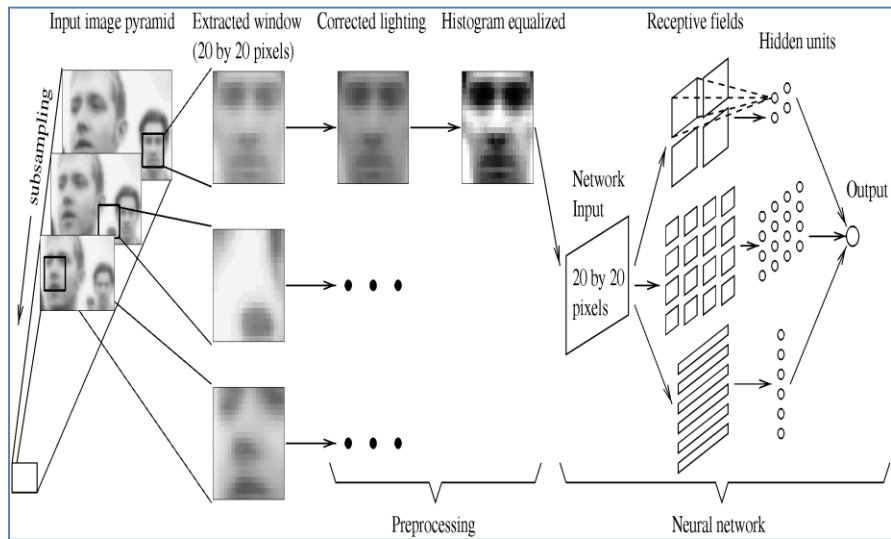 Input image pyramid
Extracted window
(20 by 20 pixels)
Corrected lighting
Histogram equalized
Receptive fields
Hidden units
subsampling
Network
Input
20 by 20
pixels
Output
Preprocessing
Neural network